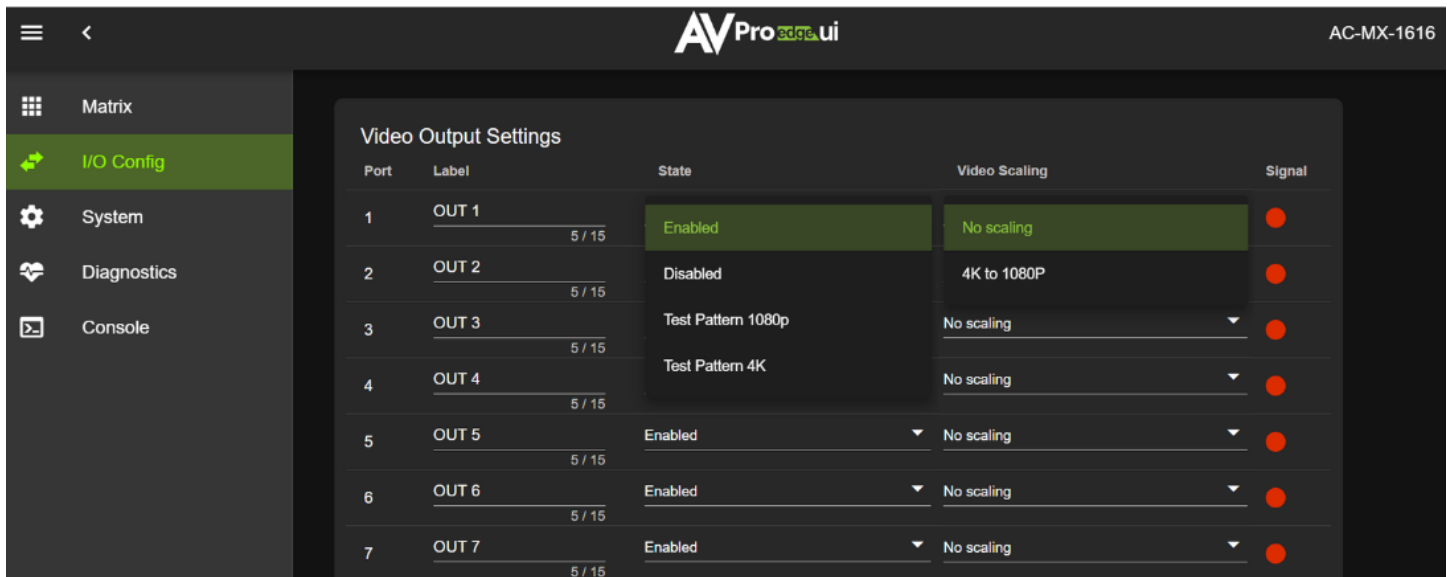 AVPro edge.ui
AC-MX-1616
Matrix
I/O Config
System
Diagnostics
Console
Video Output Settings
Port Label State Video Scaling Signal
1 OUT 1 Enabled No scaling
5 / 15
2 OUT 2 Disabled 4K to 1080P
5 / 15
3 OUT 3 Test Pattern 1080p No scaling
5 / 15
4 OUT 4 Test Pattern 4K No scaling
5 / 15
5 OUT 5 Enabled No scaling
5 / 15
6 OUT 6 Enabled No scaling
5 / 15
7 OUT 7 Enabled No scaling
5 / 15